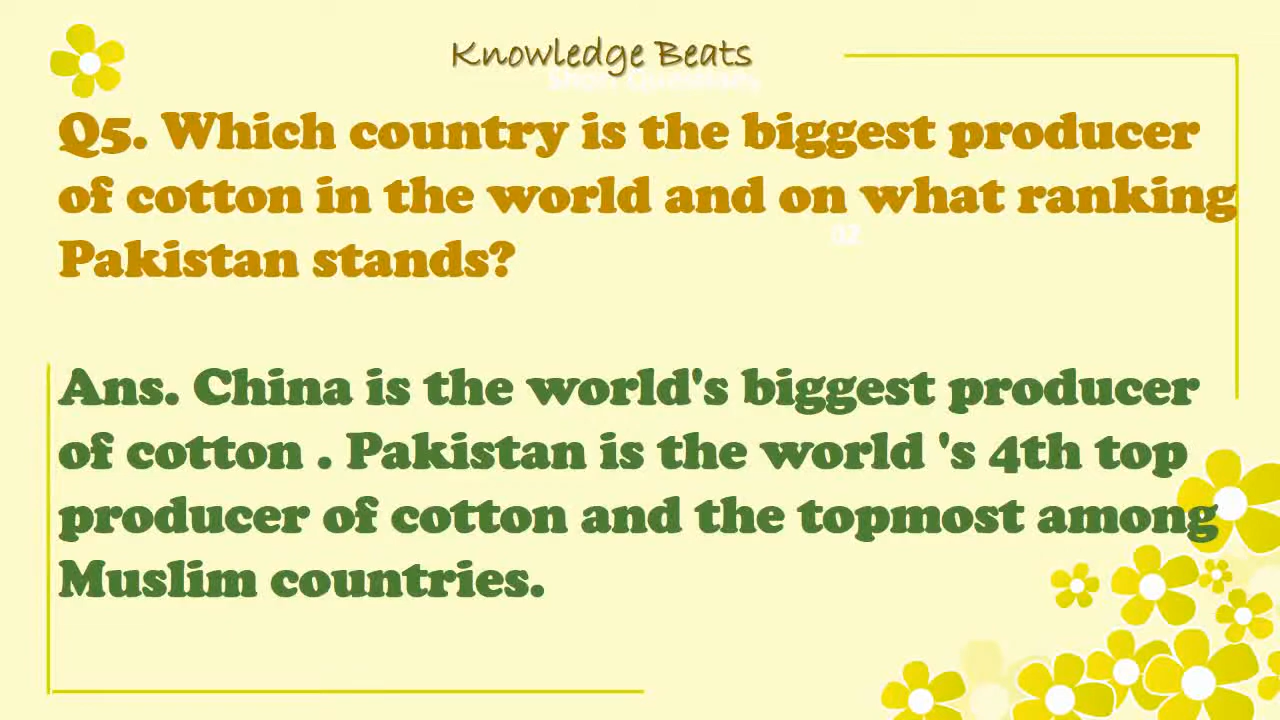 Knowledge Beats
Q5. Which country is the biggest producer
of cotton in the world and on what ranking
Pakistan stands?
Ans. China is the world's biggest producer
of cotton . Pakistan is the world 's 4th top
producer of cotton and the topmost among
Muslim countries.